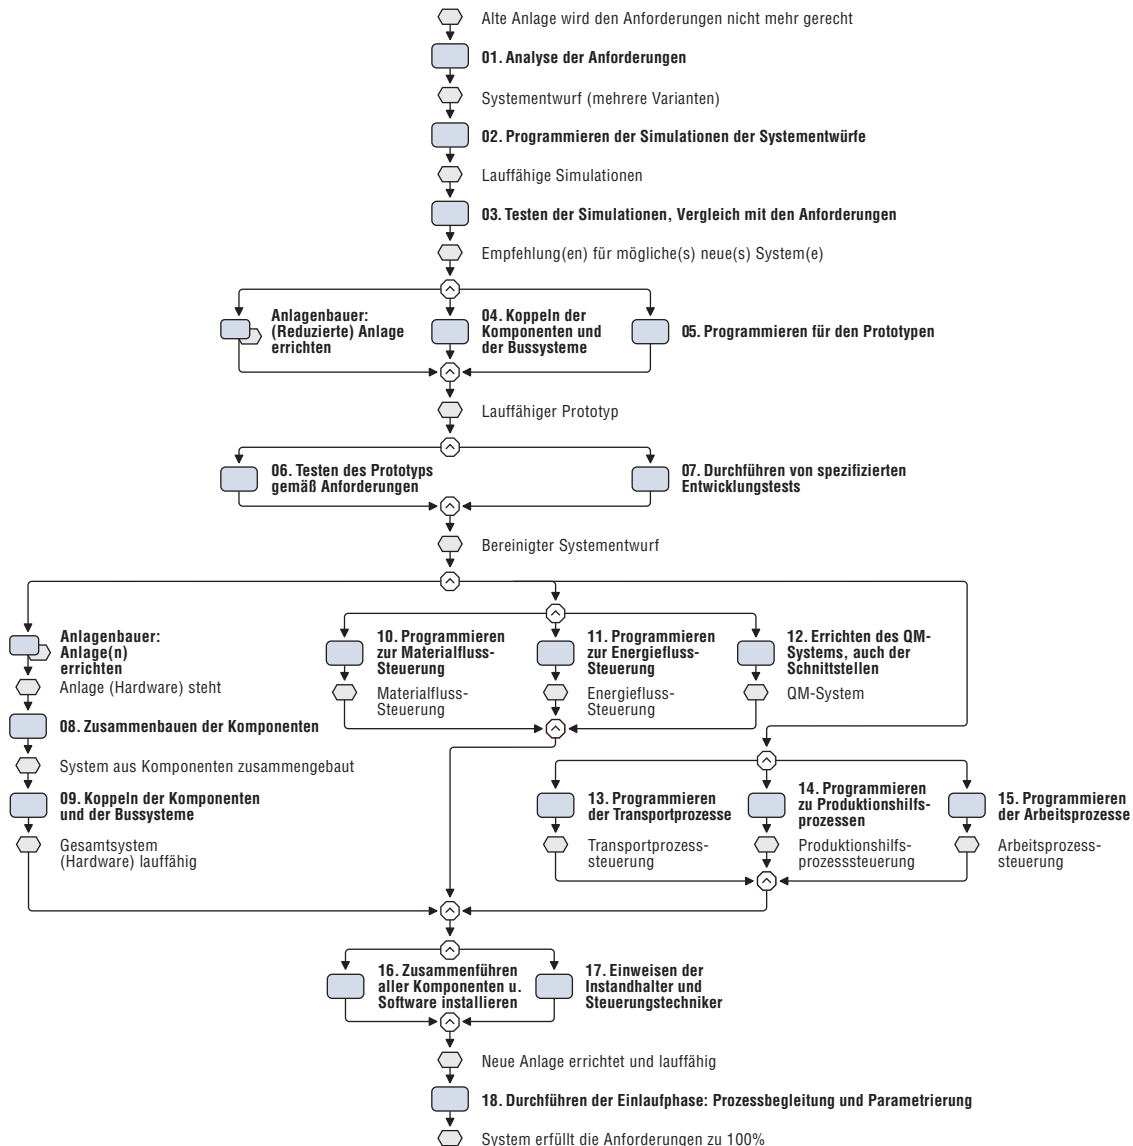 Alte Anlage wird den Anforderungen nicht mehr gerecht
01. Analyse der Anforderungen
Systementwurf (mehrere Varianten)
02. Programmieren der Simulationen der Systementwürfe
Lauffähige Simulationen
03. Testen der Simulationen, Vergleich mit den Anforderungen
Empfehlung(en) für mögliche(s) neue(s) System(e)
Anlagenbauer:
(Reduzierte) Anlage
errichten
04. Koppeln der
Komponenten und
der Bussysteme
05. Programmieren für den Prototypen
Lauffähiger Prototyp
06. Testen des Prototyps
gemäß Anforderungen
07. Durchführen von spezifizierten
Entwicklungstests
Bereinigter Systementwurf
Anlagenbauer:
Anlage(n)
errichten
Anlage (Hardware) steht
08. Zusammenbauen der Komponenten
System aus Komponenten zusammengebaut
09. Koppeln der Komponenten
und der Bussysteme
Gesamtsystem
(Hardware) lauffähig
10. Programmieren
zur Materialfluss-
Steuerung
Materialfluss-
Steuerung
11. Programmieren
zur Energiefluss-
Steuerung
Energiefluss-
Steuerung
12. Errichten des QM-
Systems, auch der
Schnittstellen
QM-System
13. Programmieren
der Transportprozesse
Transportprozess-
steuerung
14. Programmieren
zu Produktionshilfs-
prozessen
Produktionshilfs-
prozesssteuerung
15. Programmieren
der Arbeitsprozesse
Arbeitsprozess-
steuerung
16. Zusammenführen
aller Komponenten u.
Software installieren
17. Einweisen der
Instandhalter und
Steuerungstechniker
Neue Anlage errichtet und lauffähig
18. Durchführen der Einlaufphase: Prozessbegleitung und Parametrierung
System erfüllt die Anforderungen zu 100%